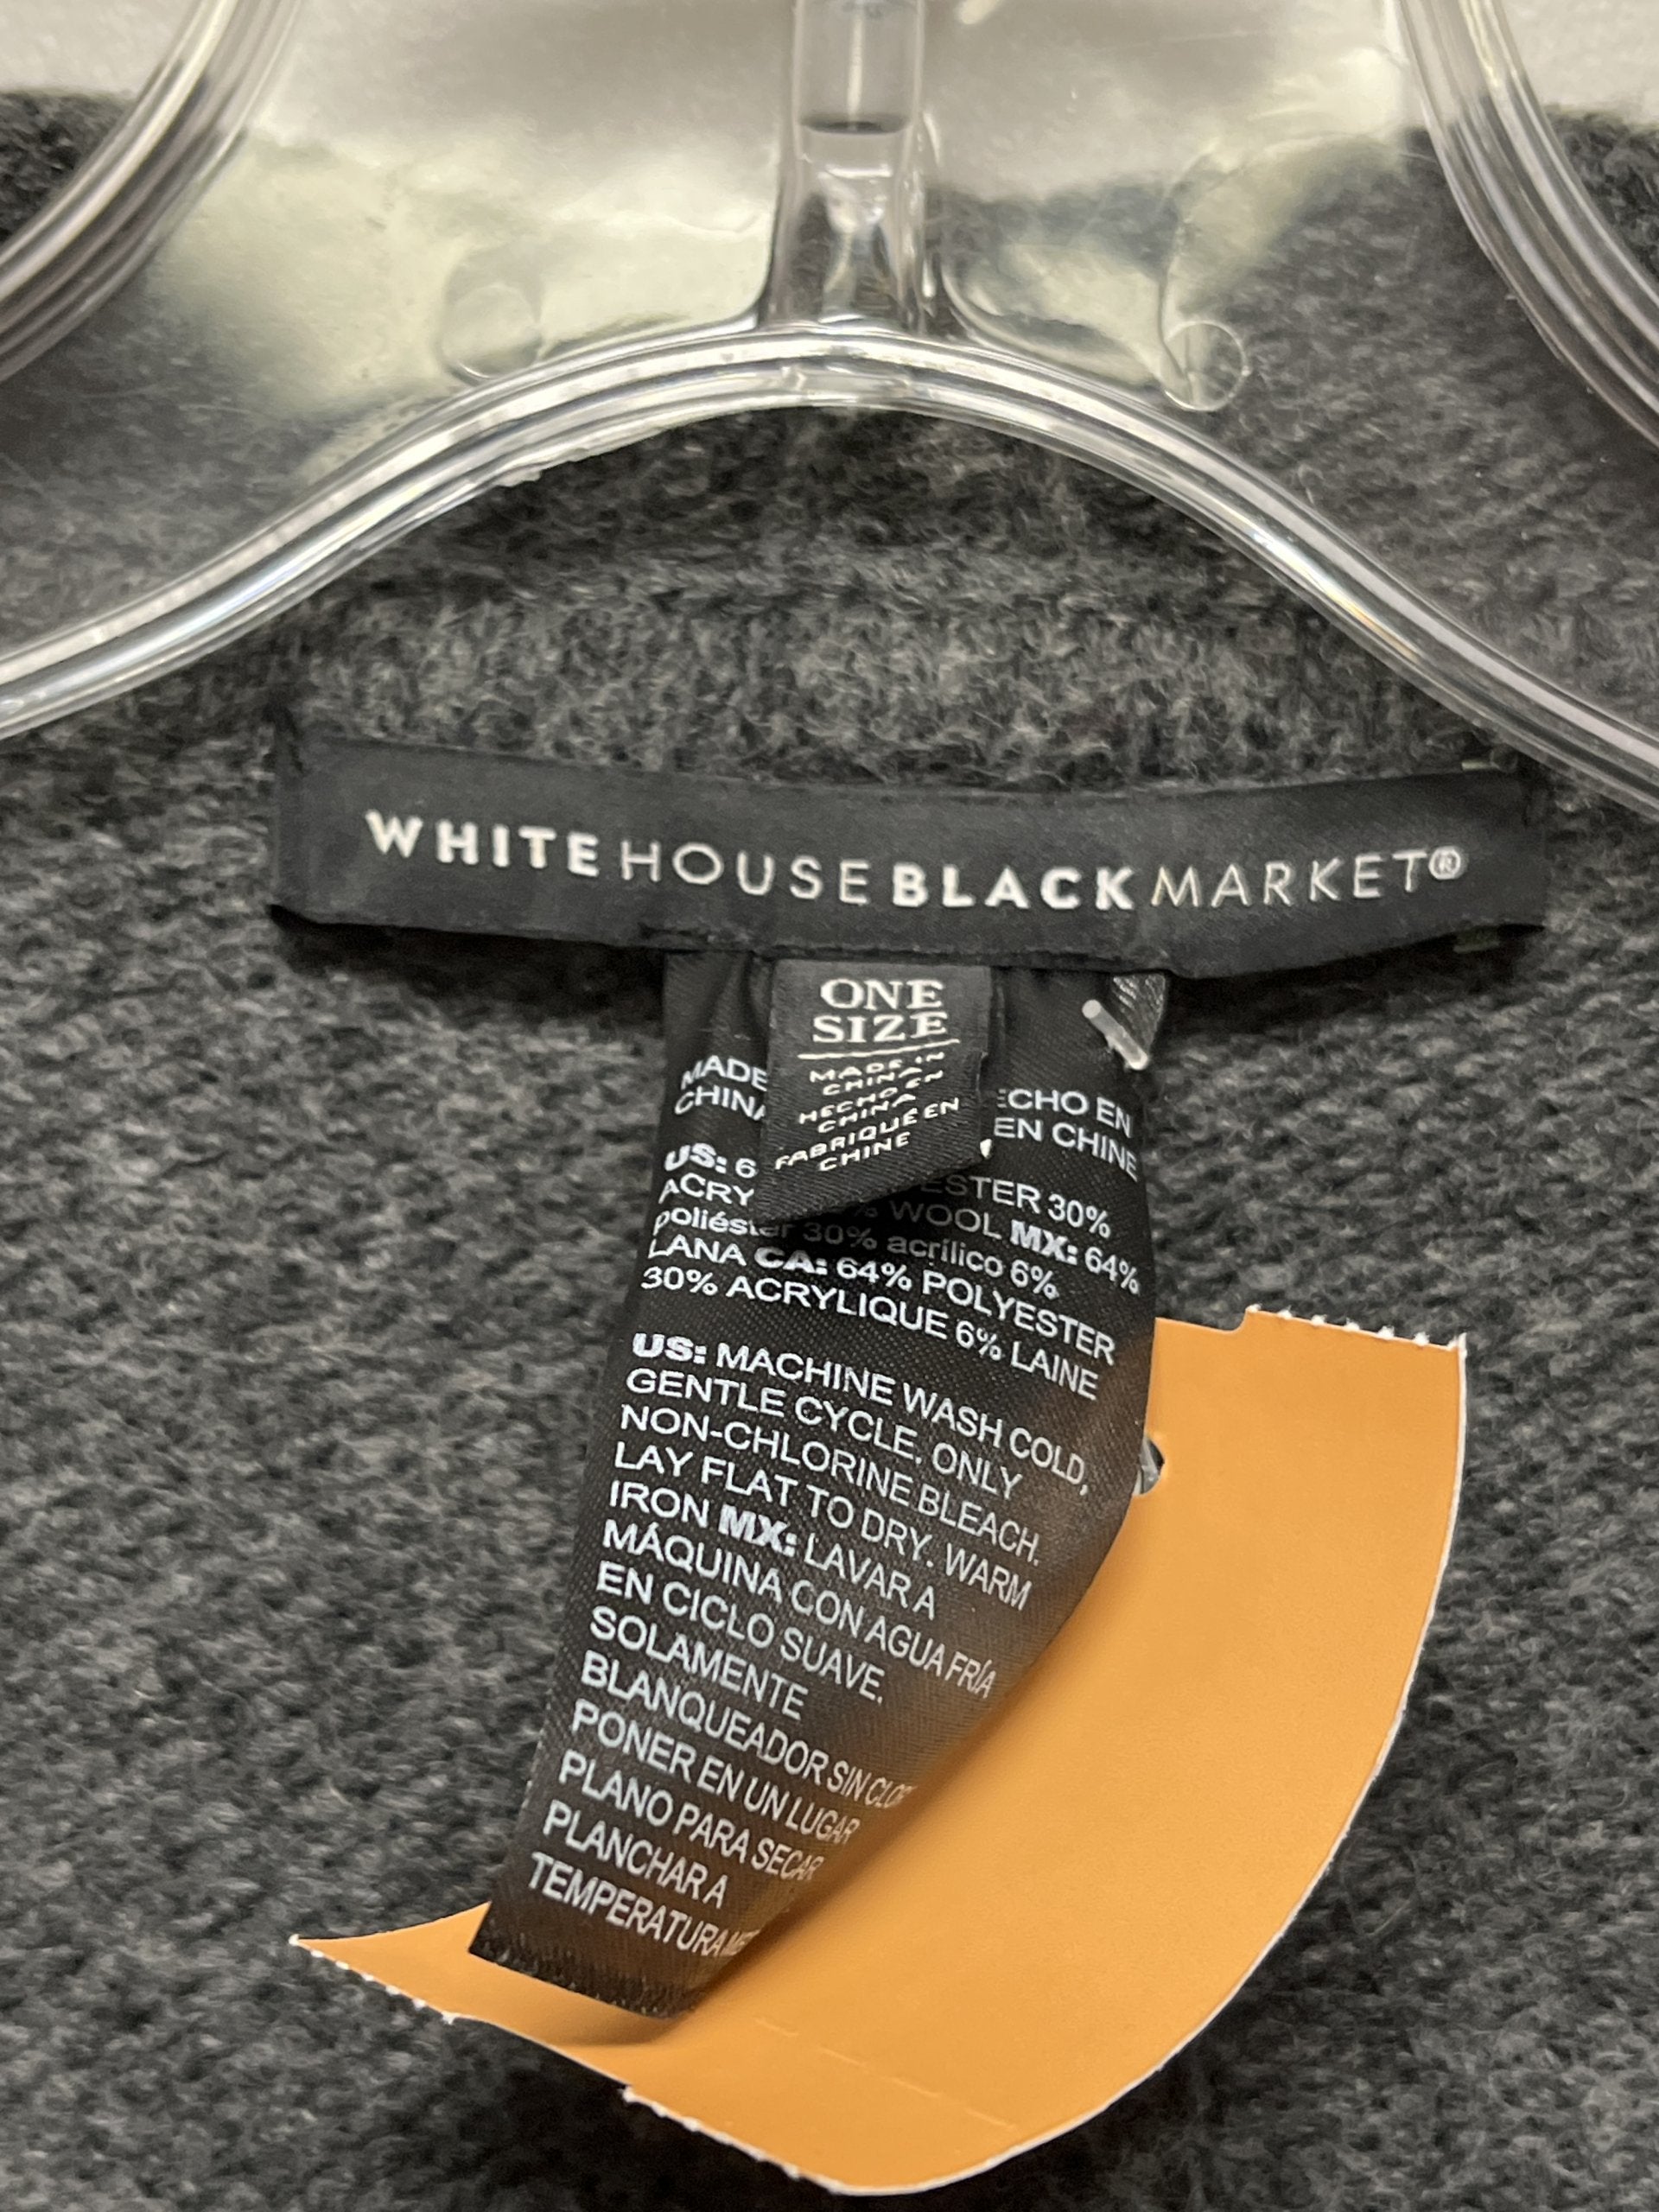 WHITE HOUSE BLACK MARKET®
ONE
SIZE
MADE IN
CHINA
HECHO EN
CHINA
FABRIQUÉ EN
CHINE
MADE
CHINA
ECHO EN
EN CHINE
US: 6 ESTER 30%
ACRY % WOOL MX: 64%
poliéster 30% acrílico 6%
LANA CA: 64% POLYESTER
30% ACRYLIQUE 6% LAINE
US: MACHINE WASH COLD,
GENTLE CYCLE. ONLY
NON-CHLORINE BLEACH.
LAY FLAT TO DRY. WARM
IRON MX: LAVAR A
MÁQUINA CON AGUA FRÍA
EN CICLO SUAVE.
SOLAMENTE
BLANQUEADOR SIN CLOR
PONER EN UN LUGAR
PLANO PARA SECAR
PLANCHAR A
TEMPERATURA